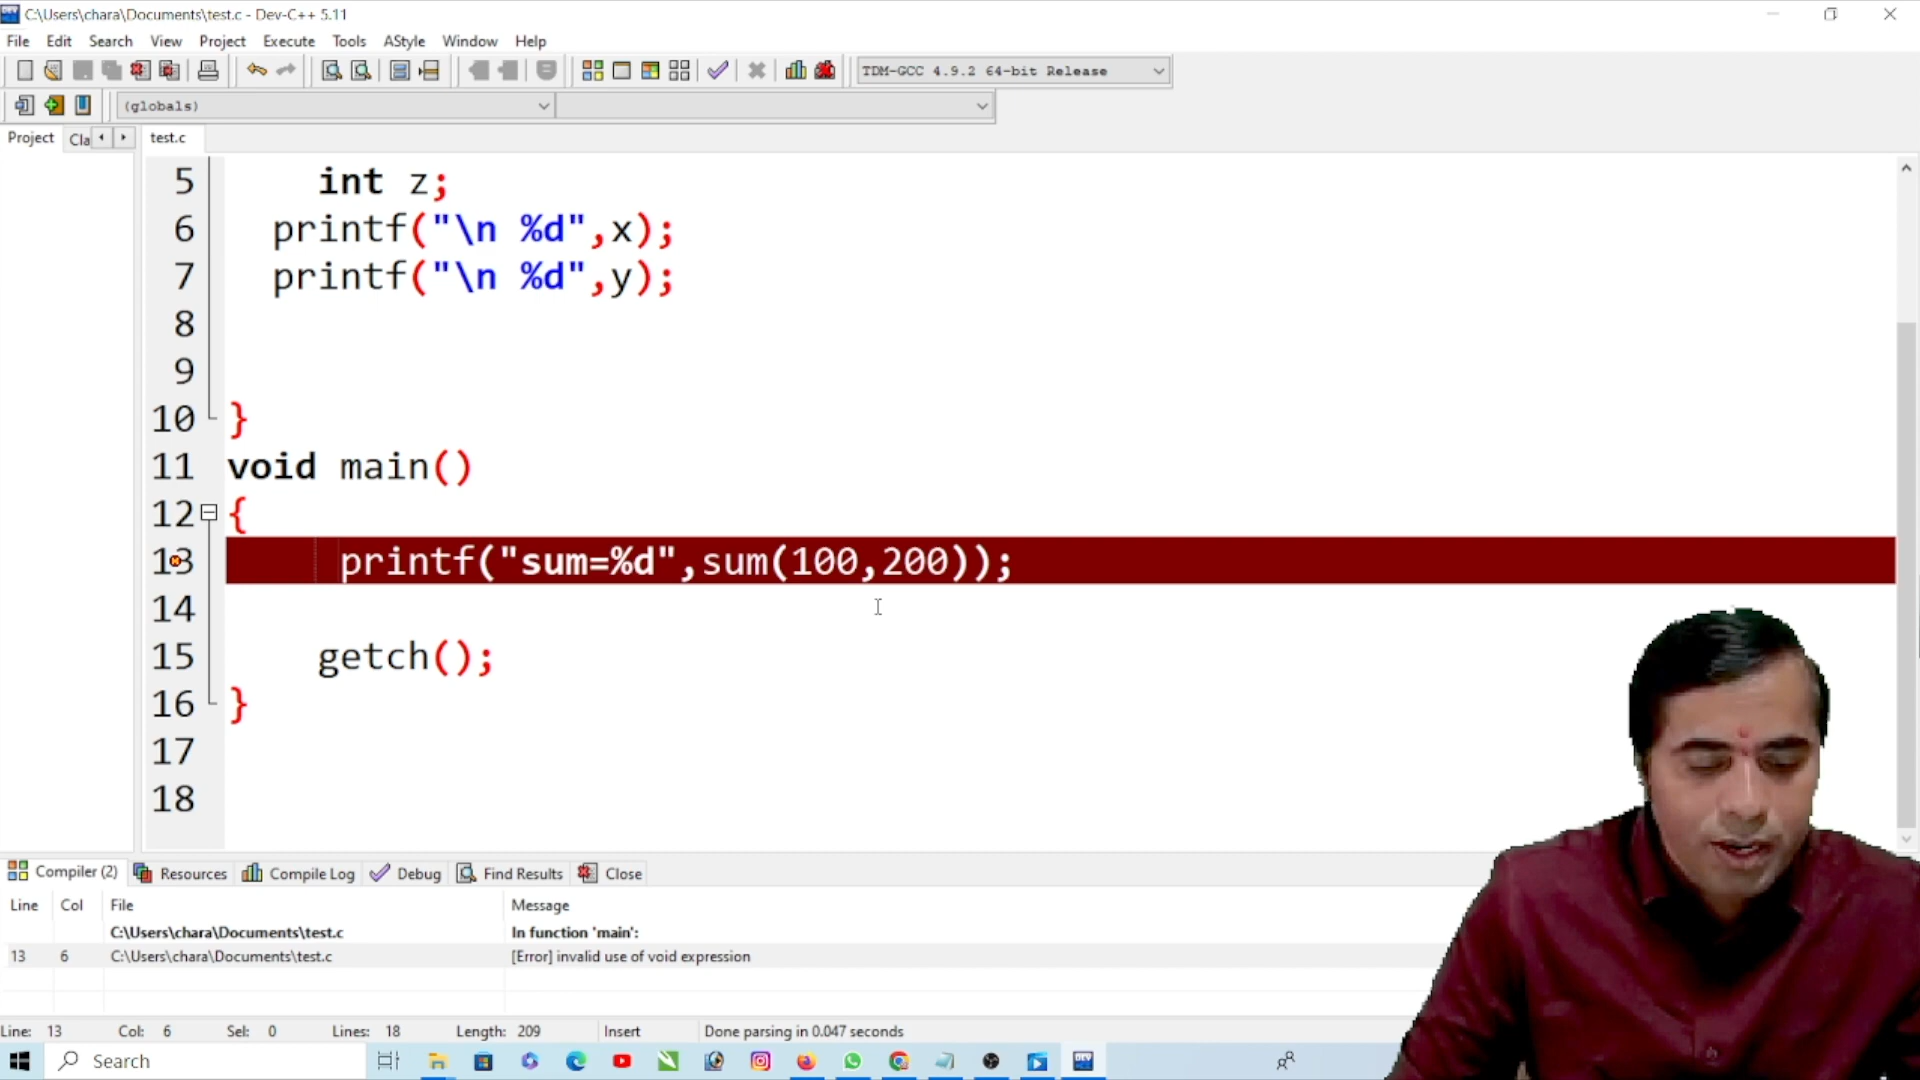 C:\Users\chara\Documents\test.c - Dev-C++ 5.11
File Edit Search View Project Execute Tools AStyle Window Help
TDM-GCC 4.9.2 64-bit Release
(globals)
Project Cla test.c
5 int z;
6 printf("\n %d",x);
7 printf("\n %d",y);
8
9
10 }
11 void main()
12 {
13 printf("sum=%d",sum(100,200));
14
15 getch();
16 }
17
18
Compiler (2) Resources Compile Log Debug Find Results Close
Line Col File Message
C:\Users\chara\Documents\test.c In function 'main':
13 6 C:\Users\chara\Documents\test.c [Error] invalid use of void expression
Line: 13 Col: 6 Sel: 0 Lines: 18 Length: 209 Insert Done parsing in 0.047 seconds
Search